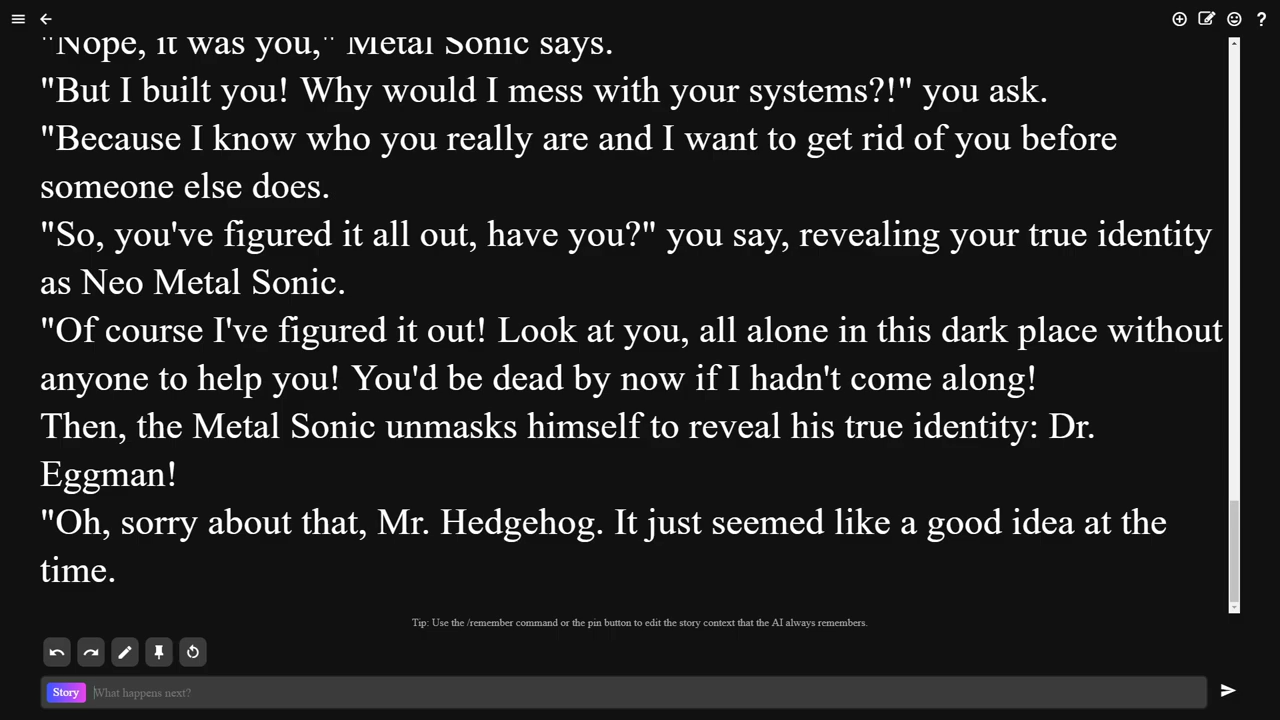 "Nope, it was you," Metal Sonic says.
"But I built you! Why would I mess with your systems?!" you ask.
"Because I know who you really are and I want to get rid of you before
someone else does.
"So, you've figured it all out, have you?" you say, revealing your true identity
as Neo Metal Sonic.
"Of course I've figured it out! Look at you, all alone in this dark place without
anyone to help you! You'd be dead by now if I hadn't come along!
Then, the Metal Sonic unmasks himself to reveal his true identity: Dr.
Eggman!
"Oh, sorry about that, Mr. Hedgehog. It just seemed like a good idea at the
time.
Tip: Use the /remember command or the pin button to edit the story context that the AI always remembers.
Story What happens next?